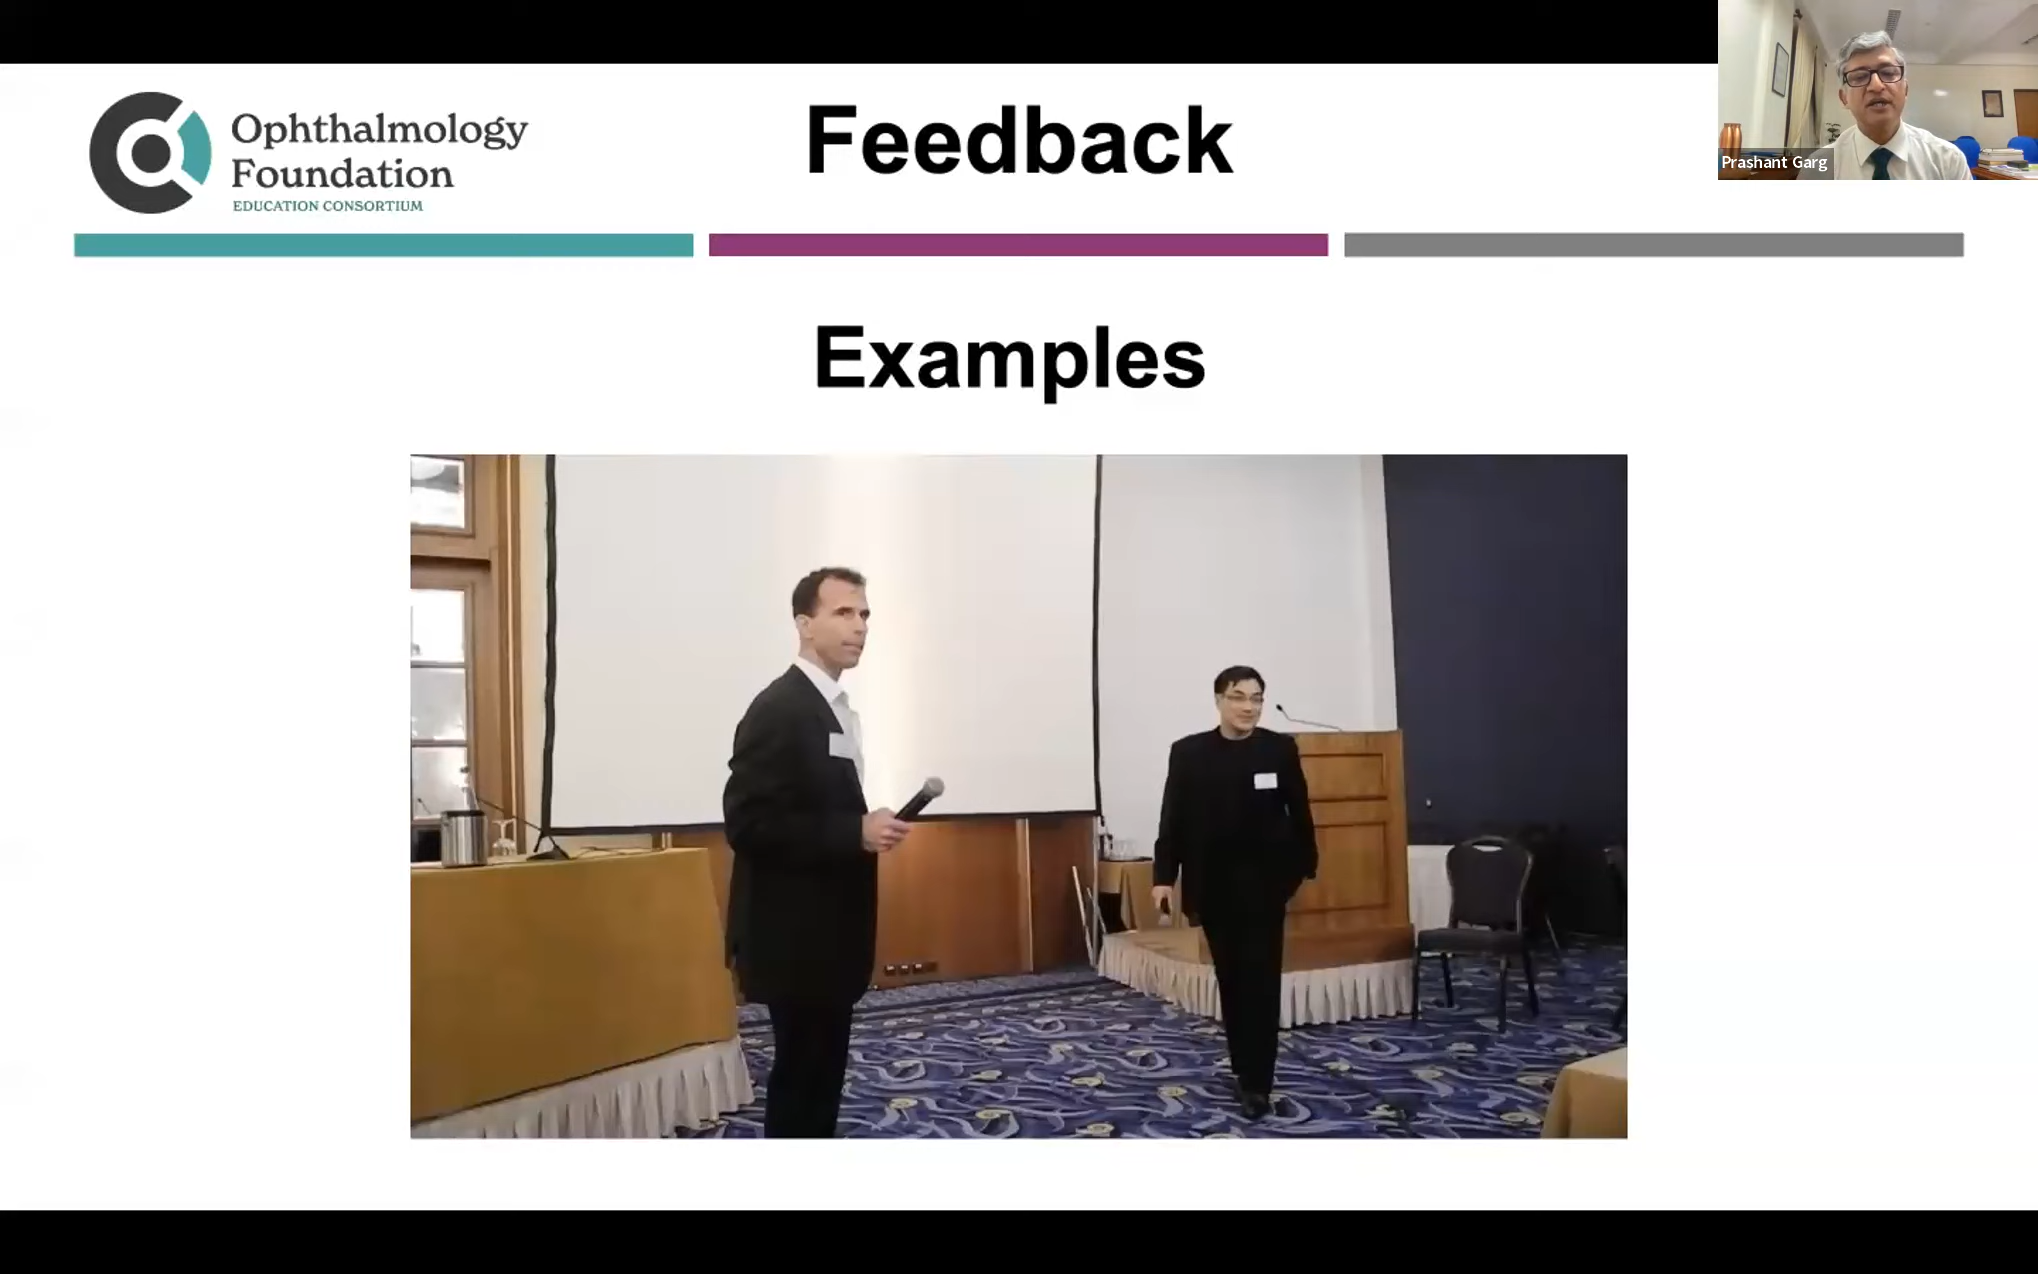 Ophthalmology
Foundation
EDUCATION CONSORTIUM
Feedback
Prashant Garg
Examples